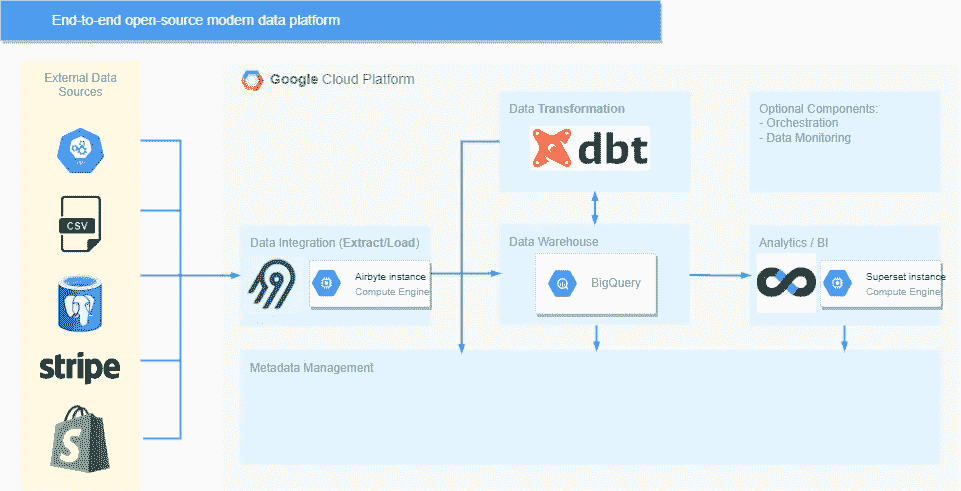 End-to-end open-source modern data platform
External Data
Sources
CSV
stripe
S
Google Cloud Platform
Data Transformation
dbt
Optional Components:
- Orchestration
- Data Monitoring
Data Integration (Extract/Load)
Airbyte instance
Compute Engine
Data Warehouse
BigQuery
Analytics / BI
Superset instance
Compute Engine
Metadata Management